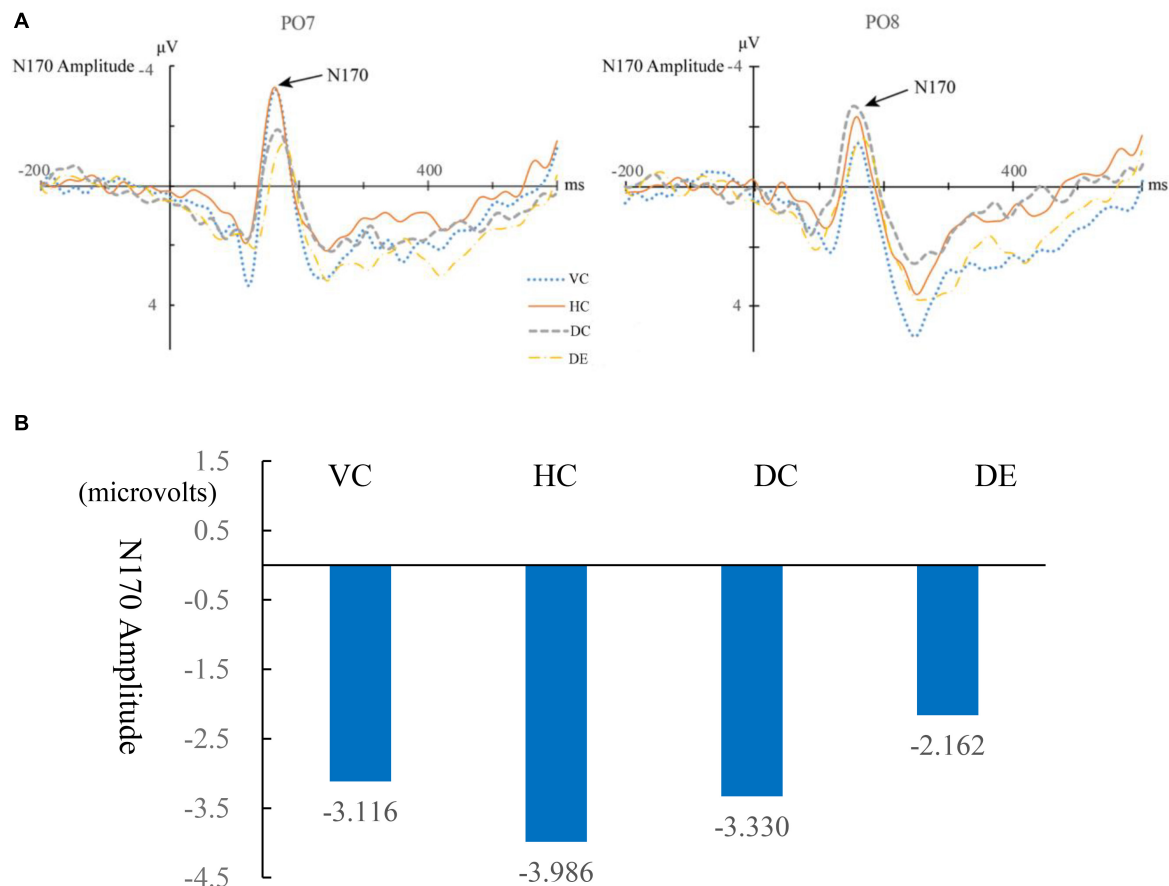 A
PO7
PO8
μV
μV
N170 Amplitude -4
N170 Amplitude -4
N170
N170
-200
400
ms
-200
400
ms
4
4
VC
HC
DC
DE
B
1.5
VC
HC
DC
DE
(microvolts)
0.5
N170 Amplitude
-0.5
-1.5
-2.5
-2.162
-3.5
-3.116
-3.330
-3.986
-4.5